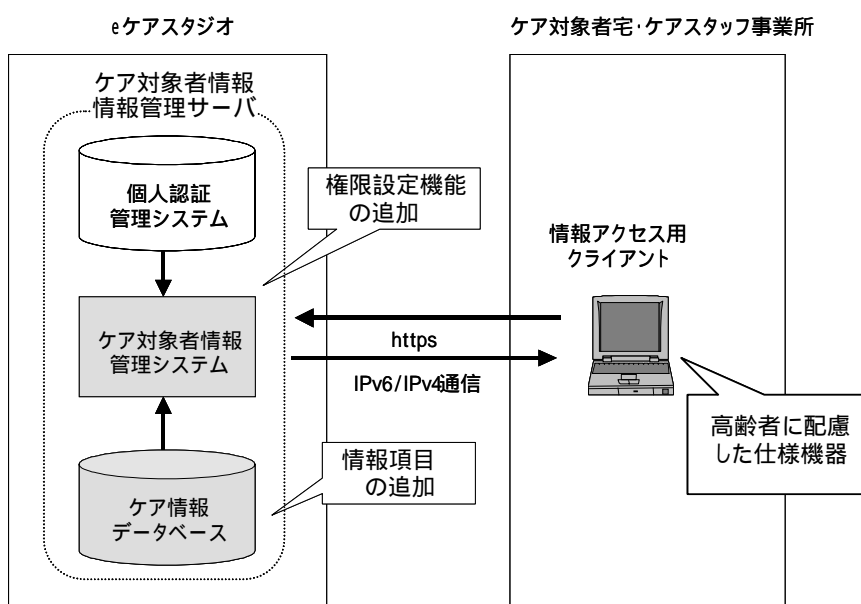 eケアスタジオ
ケア対象者宅・ケアスタッフ事業所
ケア対象者情報
情報管理サーバ
個人認証
管理システム
権限設定機能
の追加
情報アクセス用
クライアント
ケア対象者情報
管理システム
https
IPv6/IPv4通信
高齢者に配慮
した仕様機器
情報項目
の追加
ケア情報
データベース